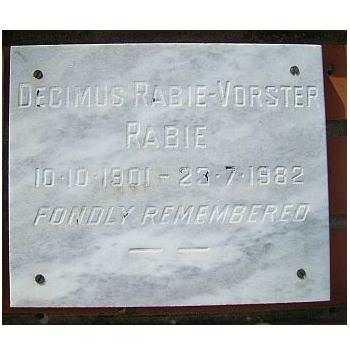 DECIMUS RABIE-VORSTER
RABIE
10·10·1901 – 23·7·1982
FONDLY REMEMBERED